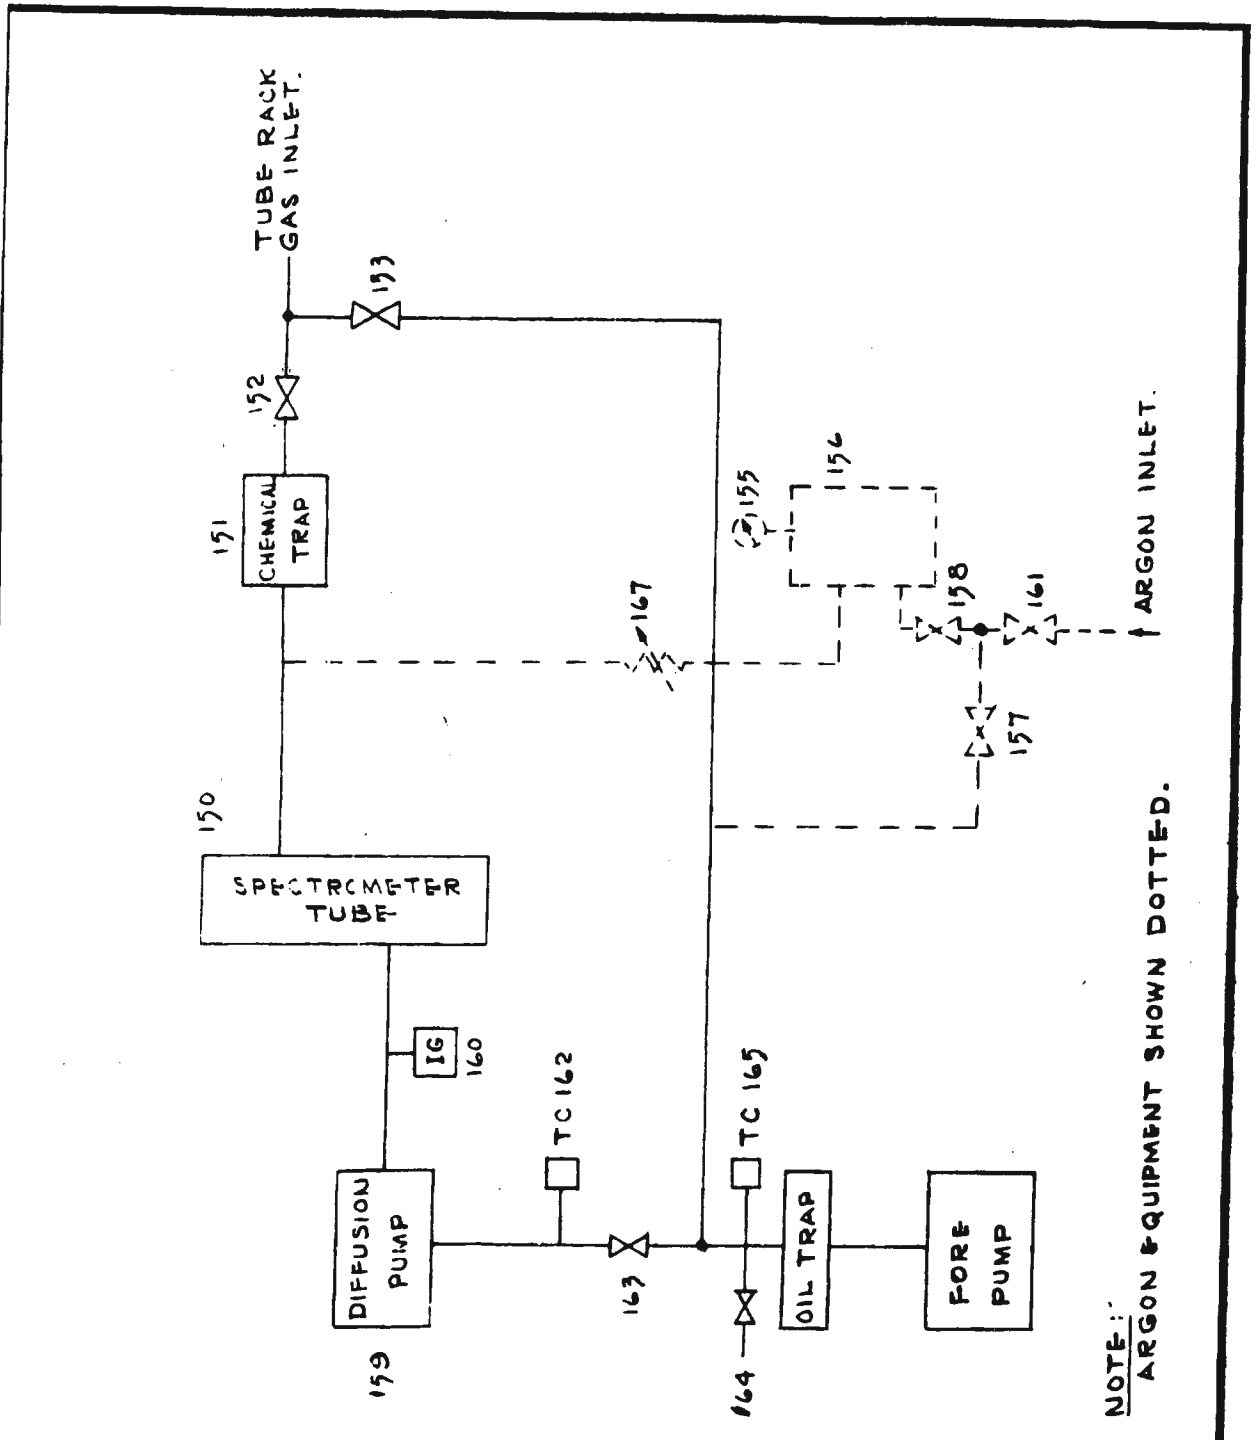 TUBE RACK
GAS INLET.
153
152
151
CHEMICAL
TRAP
155
156
167
158
161
ARGON INLET.
157
150
SPECTROMETER
TUBE
IG
160
TC 162
TC 165
DIFFUSION
PUMP
159
163
164
OIL TRAP
FORE
PUMP
NOTE:
ARGON EQUIPMENT SHOWN DOTTED.